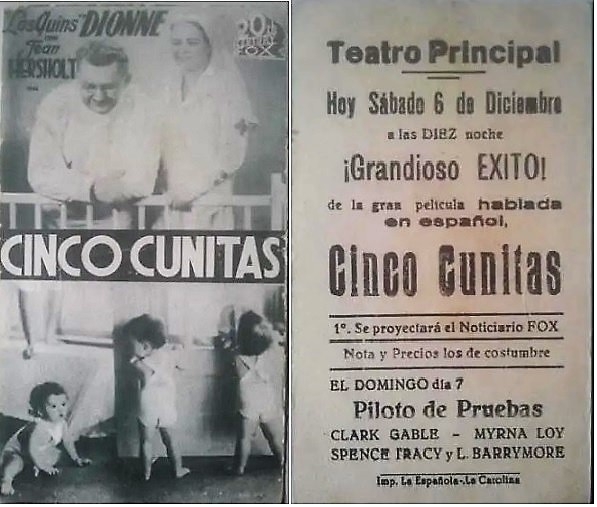 Las Quins "DIONNE
con
Jean
HERSHOLT
20th
CENTURY
FOX
CINCO CUNITAS
Teatro Principal
Hoy Sábado 6 de Diciembre
a las DIEZ noche
¡Grandioso EXITO!
de la gran película hablada
en español,
Cinco Cunitas
1º. Se proyectará el Noticiario FOX
Nota y Precios los de costumbre
EL DOMINGO día 7
Piloto de Pruebas
CLARK GABLE - MYRNA LOY
SPENCE TRACY y L. BARRYMORE
Imp. La Española-.La Carolina